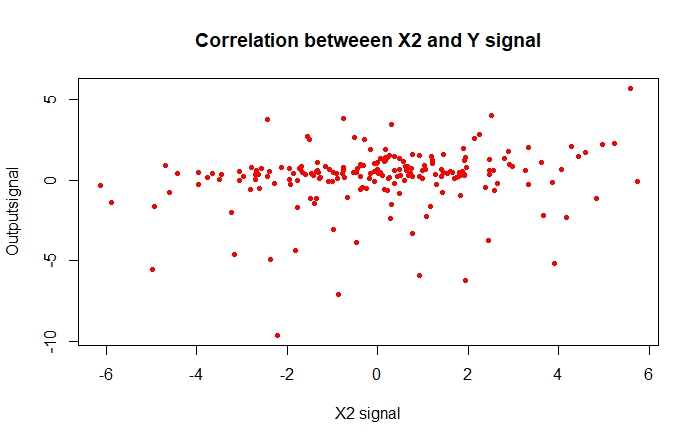 Correlation betweeen X2 and Y signal
Outputsignal
5
0
-5
-10
-6 -4 -2 0 2 4 6
X2 signal